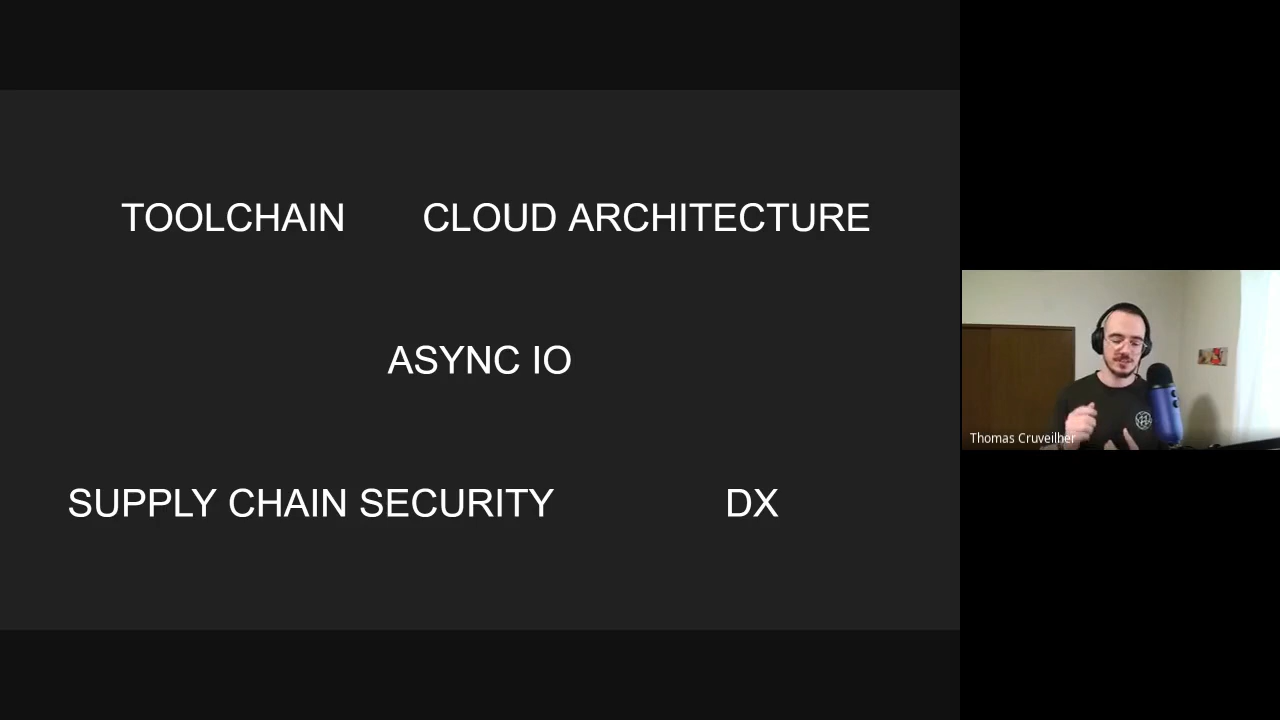 TOOLCHAIN CLOUD ARCHITECTURE
ASYNC IO
SUPPLY CHAIN SECURITY DX
Thomas Cruveilher